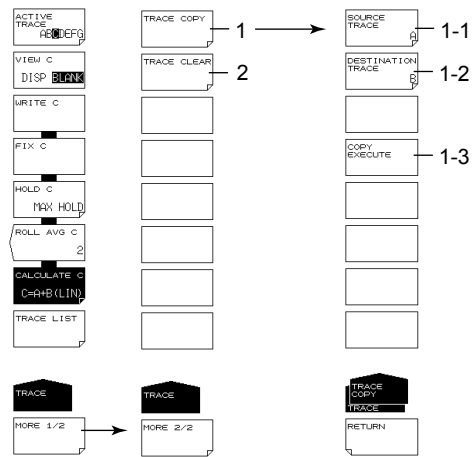 ACTIVE
TRACE
ABCDEFG
VIEW C
DISP BLANK
WRITE C
FIX C
HOLD C
MAX HOLD
ROLL AVG C
2
CALCULATE C
C=A+B(LIN)
TRACE LIST
TRACE
MORE 1/2
TRACE COPY
1
TRACE CLEAR
2
TRACE
MORE 2/2
SOURCE
TRACE
A
1-1
DESTINATION
TRACE
B
1-2
COPY
EXECUTE
1-3
TRACE
COPY
TRACE
RETURN